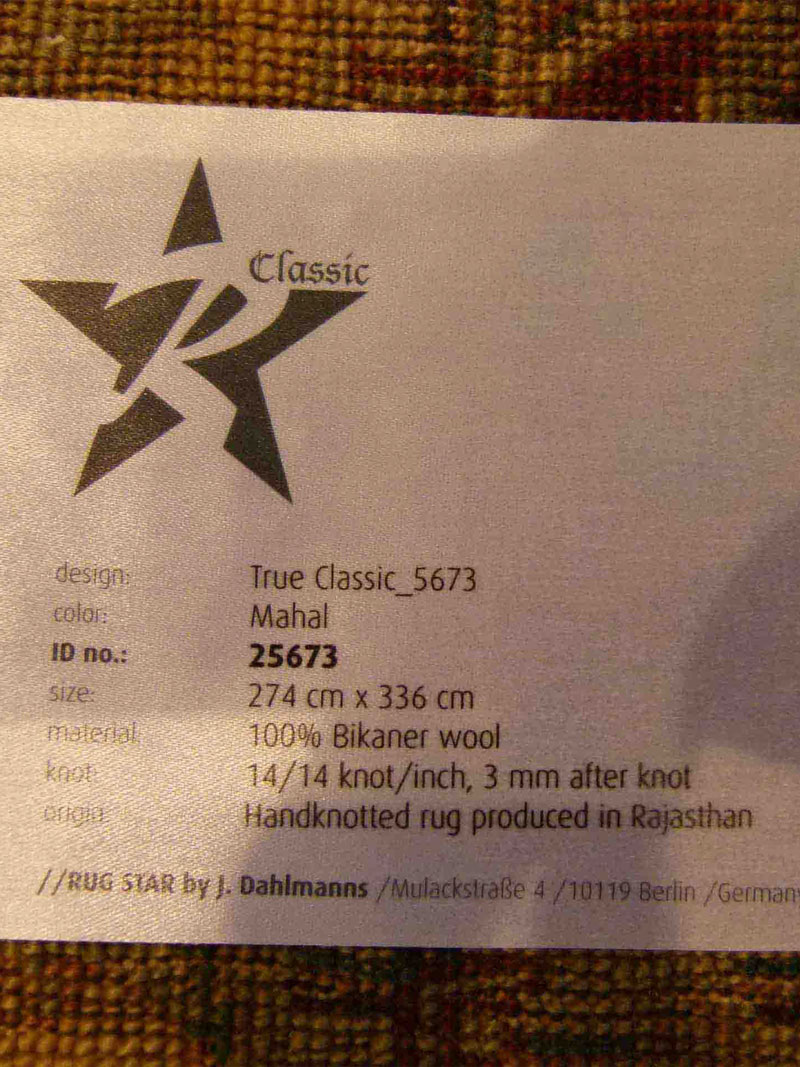 Classic
design: True Classic_5673
color: Mahal
ID no.: 25673
size: 274 cm x 336 cm
material: 100% Bikaner wool
knot: 14/14 knot/inch, 3 mm after knot
origin: Handknotted rug produced in Rajasthan
//RUG STAR by J. Dahlmanns /Mulackstraße 4 /10119 Berlin /German